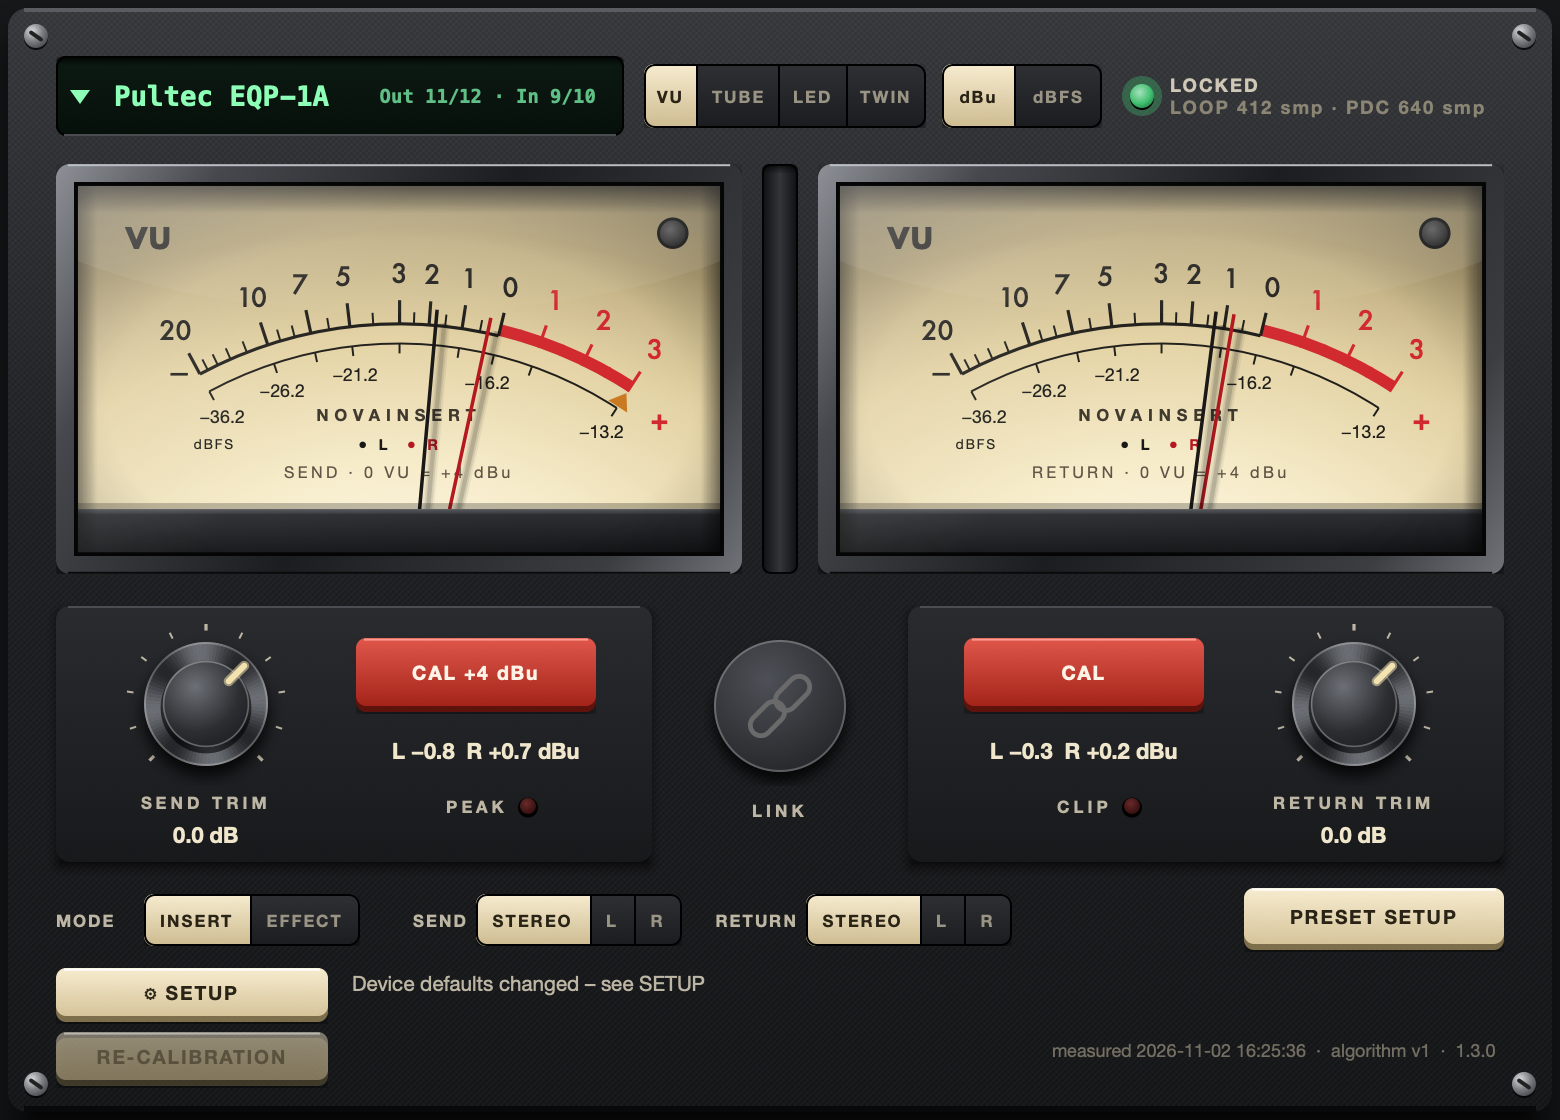 ▼ Pultec EQP-1A Out 11/12 · In 9/10 VU TUBE LED TWIN dBu dBFS LOCKED
LOOP 412 smp · PDC 640 smp
VU
20 10 7 5 3 2 1 0 1 2 3
− +
−36.2 −26.2 −21.2 −16.2 −13.2
dBFS
NOVAINSERT
● L ● R
SEND · 0 VU = +4 dBu
VU
20 10 7 5 3 2 1 0 1 2 3
− +
−36.2 −26.2 −21.2 −16.2 −13.2
dBFS
NOVAINSERT
● L ● R
RETURN · 0 VU = +4 dBu
SEND TRIM
0.0 dB
CAL +4 dBu
L −0.8 R +0.7 dBu
PEAK
LINK
CAL
L −0.3 R +0.2 dBu
CLIP
RETURN TRIM
0.0 dB
MODE INSERT EFFECT SEND STEREO L R RETURN STEREO L R PRESET SETUP
⚙ SETUP Device defaults changed – see SETUP
RE-CALIBRATION measured 2026-11-02 16:25:36 · algorithm v1 · 1.3.0